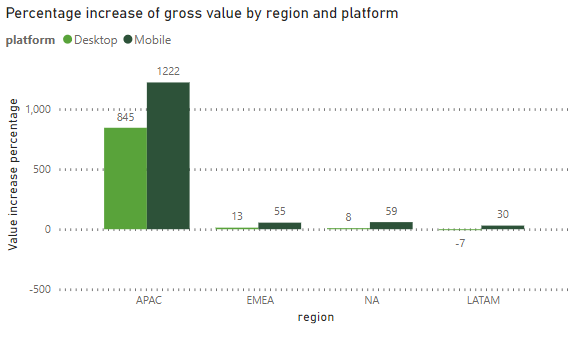 Percentage increase of gross value by region and platform
platform Desktop Mobile
Value increase percentage
1,000
500
0
-500
845
1222
13
55
8
59
-7
30
APAC EMEA NA LATAM
region